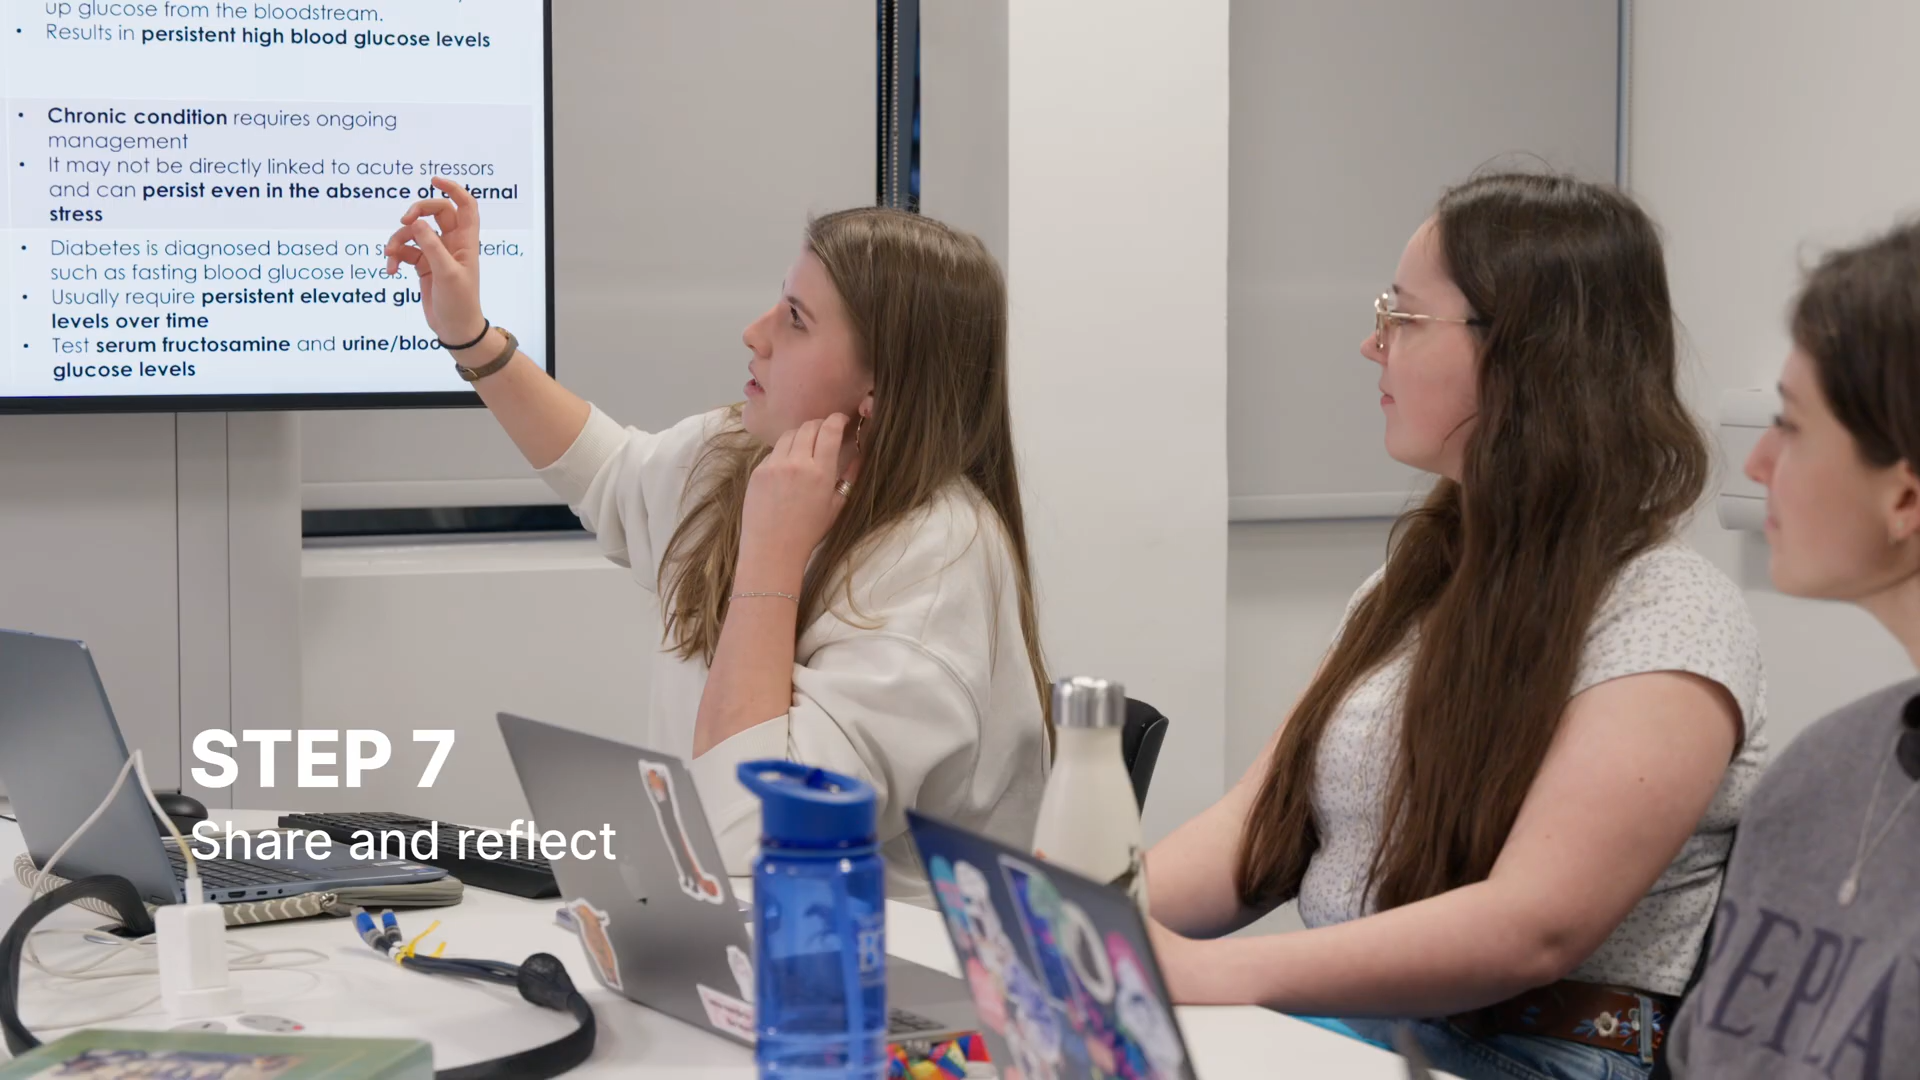 up glucose from the bloodstream.
• Results in persistent high blood glucose levels
• Chronic condition requires ongoing
management
• It may not be directly linked to acute stressors
and can persist even in the absence of
stress
• Diabetes is diagnosed based on
such as fasting blood glucose levels.
• Usually require persistent elevated
levels over time
• Test serum fructosamine and
glucose levels
STEP 7
Share and reflect